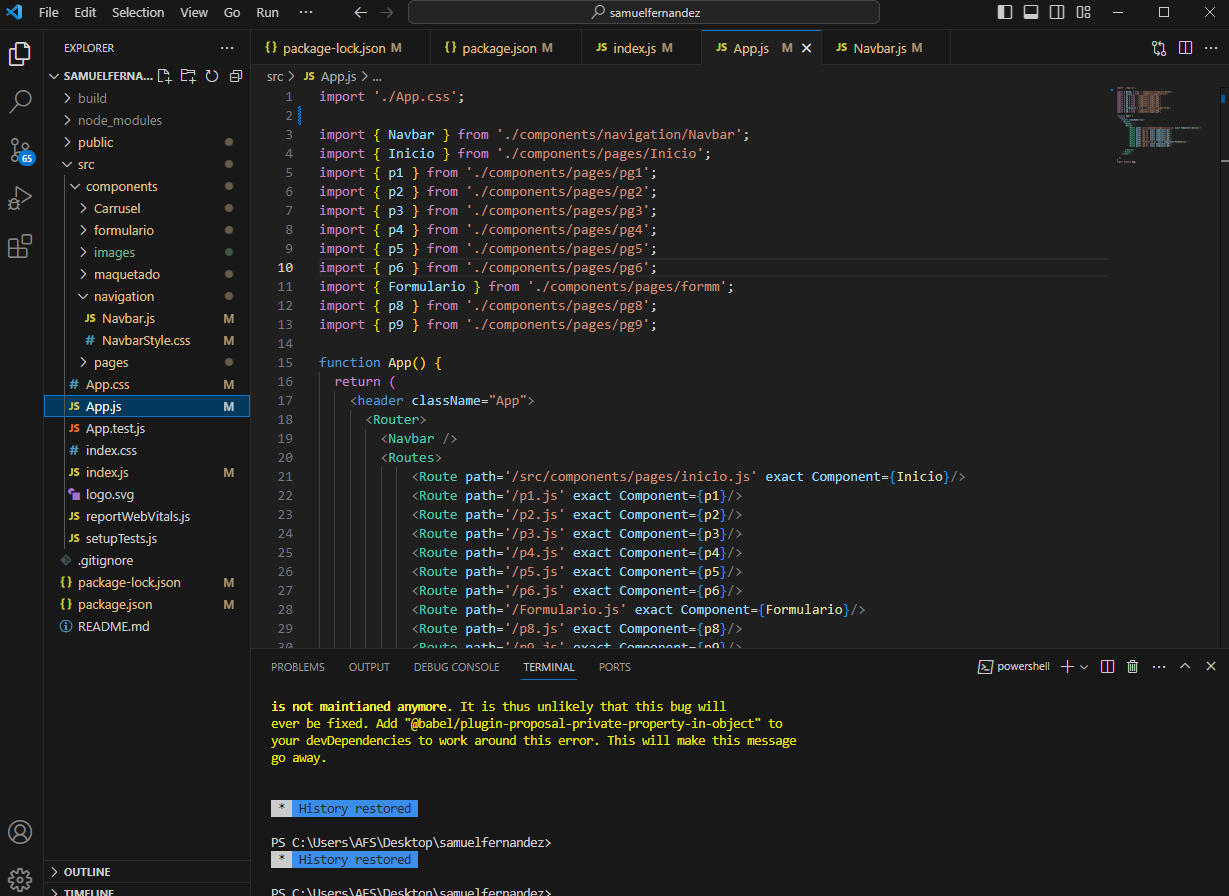 File Edit Selection View Go Run ··· samuelfernandez
EXPLORER ···
SAMUELFERNA...
build
node_modules
public
src
components
Carrusel
formulario
images
maquetado
navigation
JS Navbar.js M
# NavbarStyle.css M
pages
# App.css M
JS App.js M
JS App.test.js
# index.css
JS index.js M
logo.svg
JS reportWebVitals.js
JS setupTests.js
.gitignore
{} package-lock.json M
{} package.json M
README.md
OUTLINE
TIMELINE
65
{} package-lock.json M {} package.json M JS index.js M JS App.js M JS Navbar.js M
src > JS App.js > ...
1 import './App.css';
2
3 import { Navbar } from './components/navigation/Navbar';
4 import { Inicio } from './components/pages/Inicio';
5 import { p1 } from './components/pages/pg1';
6 import { p2 } from './components/pages/pg2';
7 import { p3 } from './components/pages/pg3';
8 import { p4 } from './components/pages/pg4';
9 import { p5 } from './components/pages/pg5';
10 import { p6 } from './components/pages/pg6';
11 import { Formulario } from './components/pages/formm';
12 import { p8 } from './components/pages/pg8';
13 import { p9 } from './components/pages/pg9';
14
15 function App() {
16 return (
17 <header className="App">
18 <Router>
19 <Navbar />
20 <Routes>
21 <Route path='/src/components/pages/inicio.js' exact Component={Inicio}/>
22 <Route path='/p1.js' exact Component={p1}/>
23 <Route path='/p2.js' exact Component={p2}/>
24 <Route path='/p3.js' exact Component={p3}/>
25 <Route path='/p4.js' exact Component={p4}/>
26 <Route path='/p5.js' exact Component={p5}/>
27 <Route path='/p6.js' exact Component={p6}/>
28 <Route path='/Formulario.js' exact Component={Formulario}/>
29 <Route path='/p8.js' exact Component={p8}/>
30 <Route path='/p9.js' exact Component={p9}/>
PROBLEMS OUTPUT DEBUG CONSOLE TERMINAL PORTS powershell
is not maintianed anymore. It is thus unlikely that this bug will
ever be fixed. Add "@babel/plugin-proposal-private-property-in-object" to
your devDependencies to work around this error. This will make this message
go away.
* History restored
PS C:\Users\AFS\Desktop\samuelfernandez>
* History restored
PS C:\Users\AFS\Desktop\samuelfernandez>